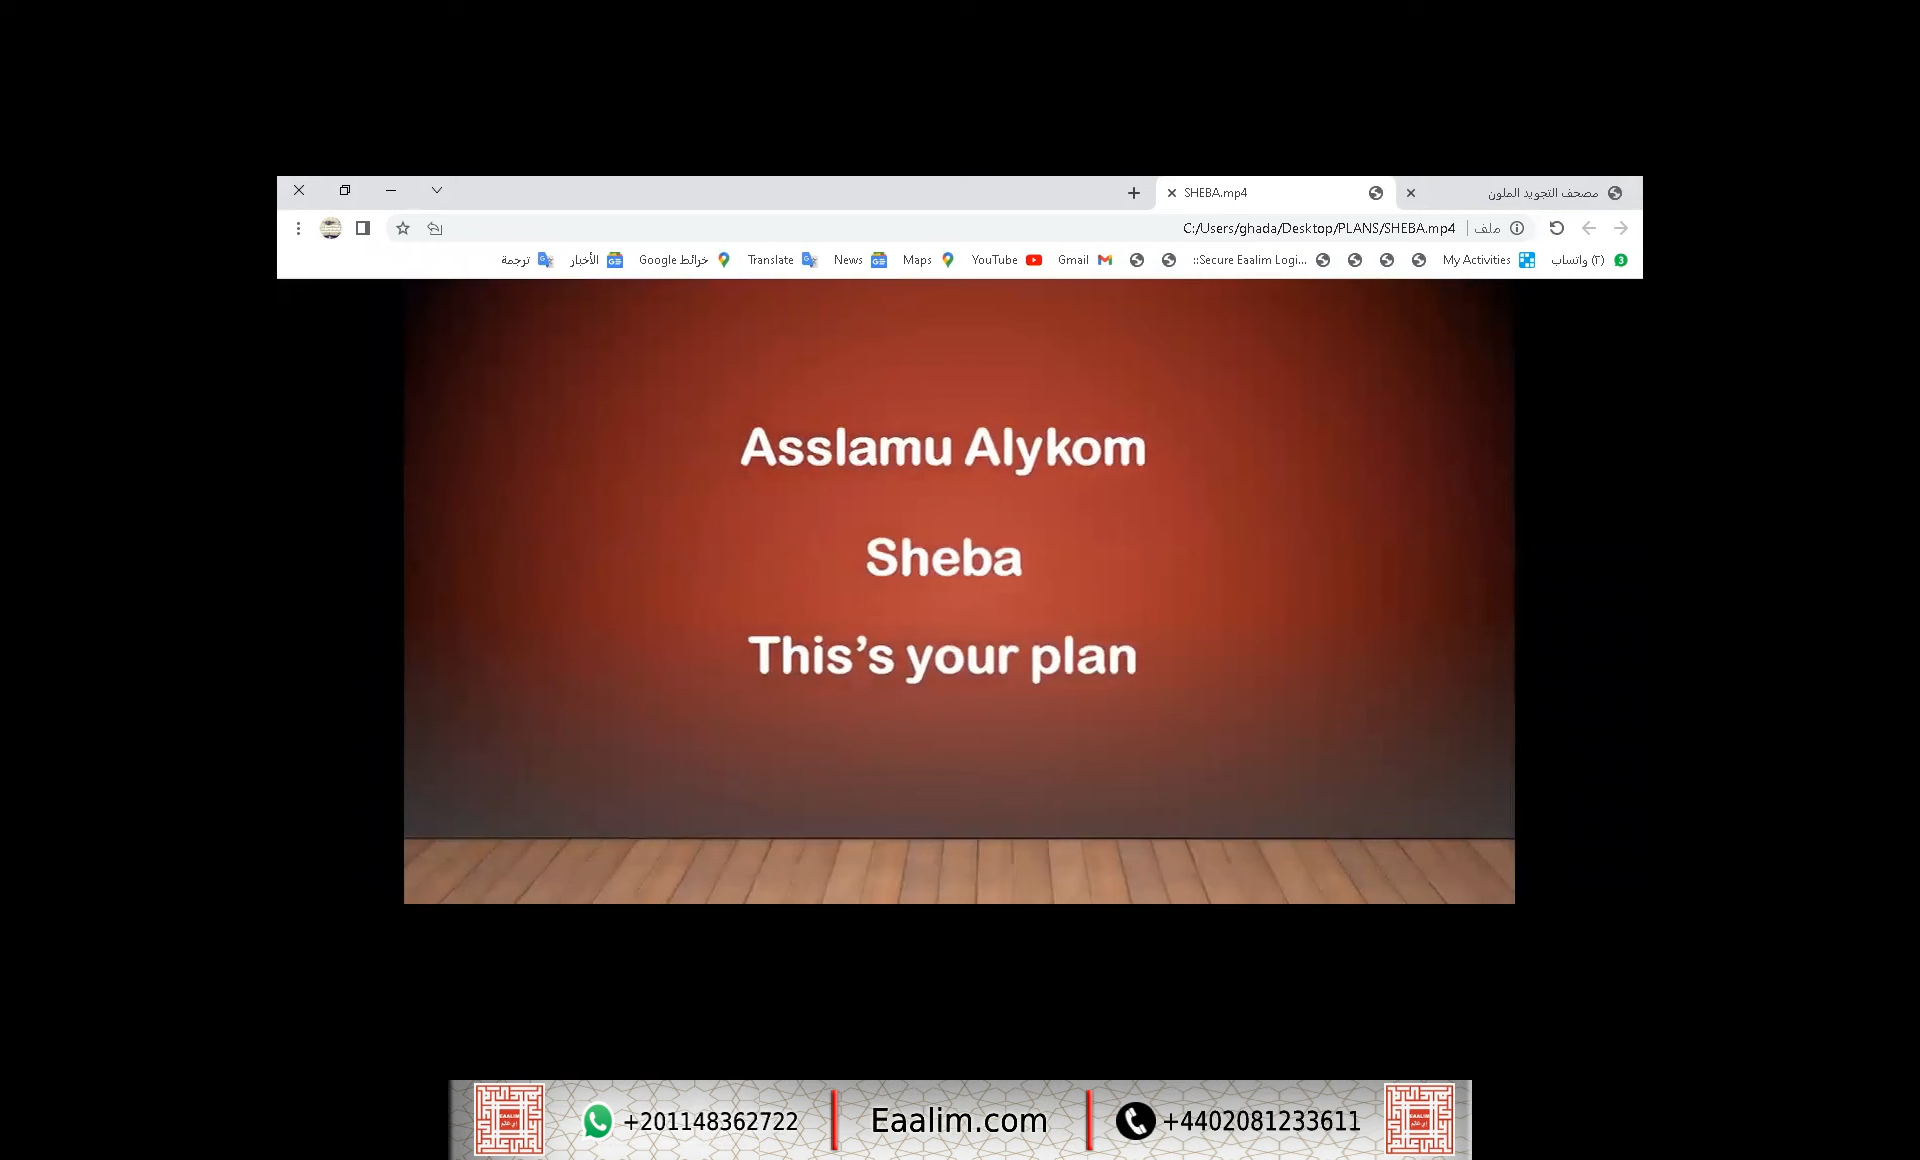 مصحف التجويد الملون
SHEBA.mp4
ملف
C:/Users/ghada/Desktop/PLANS/SHEBA.mp4
واتساب (٢)
My Activities
::Secure Eaalim Logi...
Gmail
YouTube
Maps
News
Translate
خرائط Google
الأخبار
ترجمة
Asslamu Alykom
Sheba
This’s your plan
+201148362722
Eaalim.com
+4402081233611